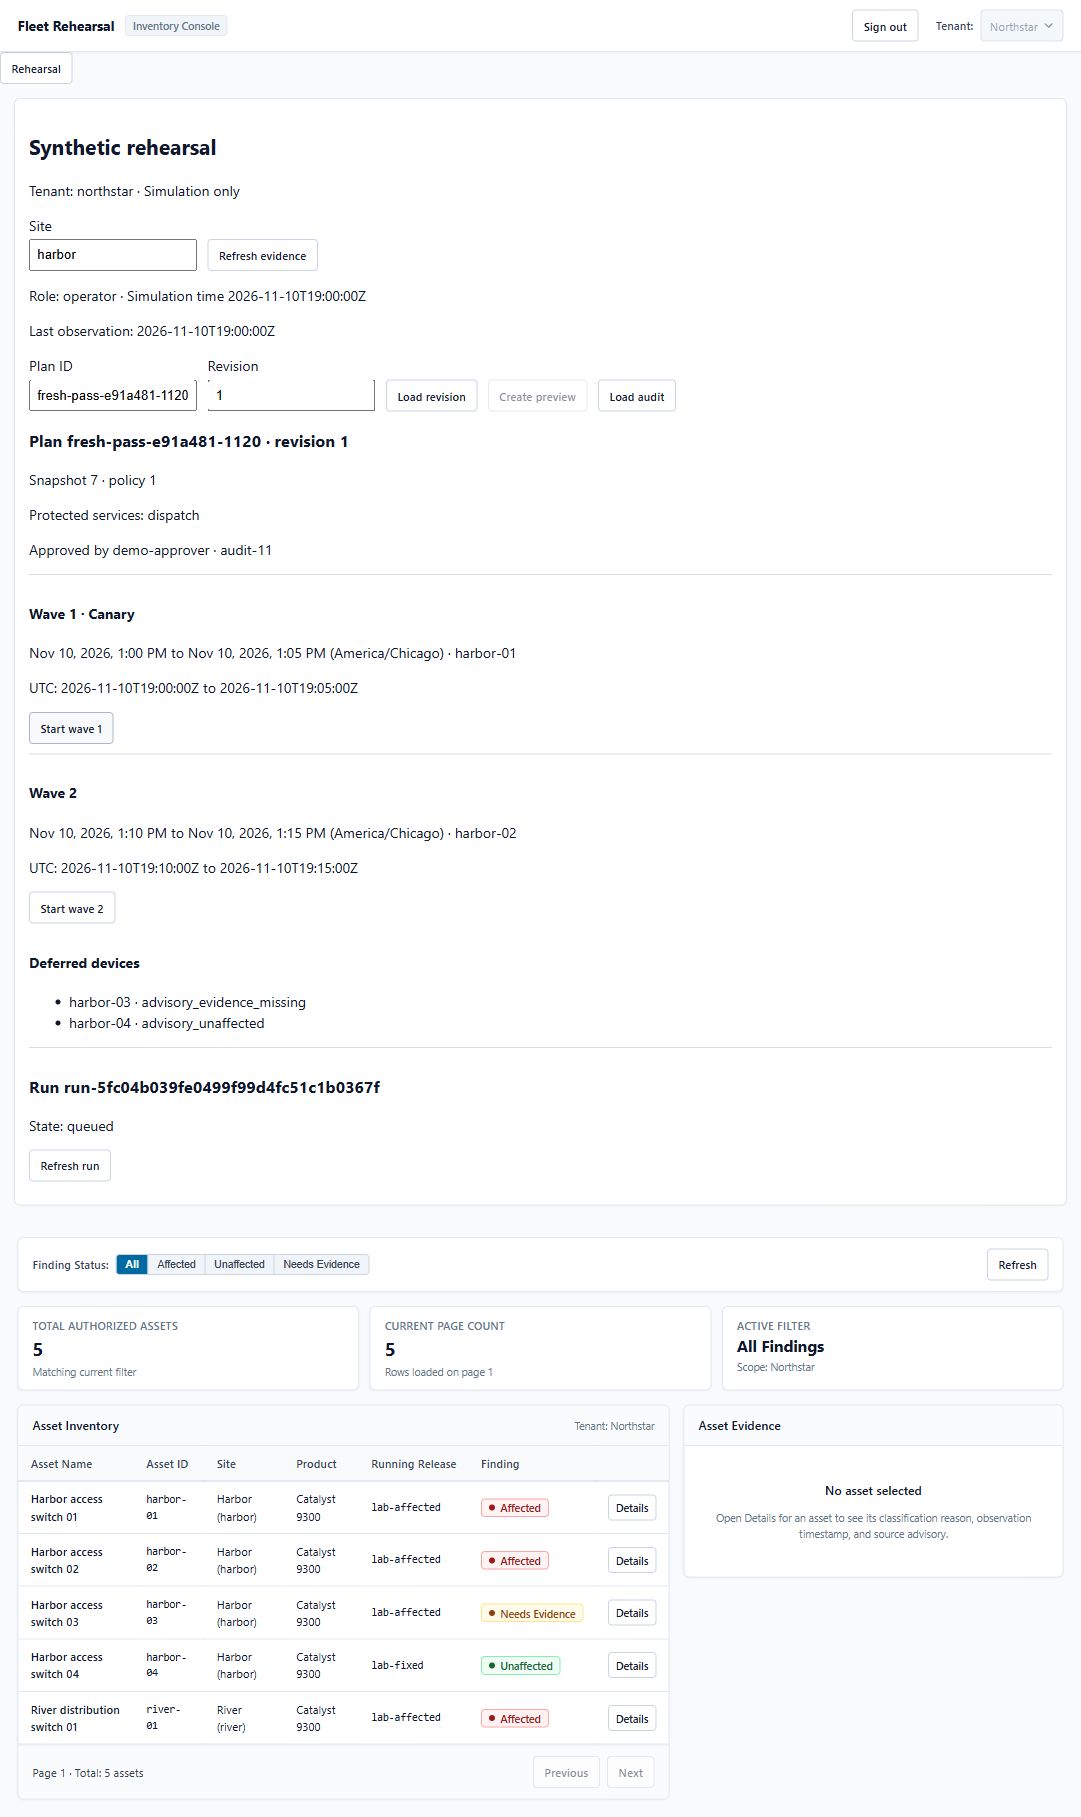 Fleet Rehearsal
Inventory Console
Sign out
Tenant:
Northstar
Rehearsal
Synthetic rehearsal
Tenant: northstar · Simulation only
Site
harbor
Refresh evidence
Role: operator · Simulation time 2026-11-10T19:00:00Z
Last observation: 2026-11-10T19:00:00Z
Plan ID
Revision
fresh-pass-e91a481-1120
1
Load revision
Create preview
Load audit
Plan fresh-pass-e91a481-1120 · revision 1
Snapshot 7 · policy 1
Protected services: dispatch
Approved by demo-approver · audit-11
Wave 1 · Canary
Nov 10, 2026, 1:00 PM to Nov 10, 2026, 1:05 PM (America/Chicago) · harbor-01
UTC: 2026-11-10T19:00:00Z to 2026-11-10T19:05:00Z
Start wave 1
Wave 2
Nov 10, 2026, 1:10 PM to Nov 10, 2026, 1:15 PM (America/Chicago) · harbor-02
UTC: 2026-11-10T19:10:00Z to 2026-11-10T19:15:00Z
Start wave 2
Deferred devices
• harbor-03 · advisory_evidence_missing
• harbor-04 · advisory_unaffected
Run run-5fc04b039fe0499f99d4fc51c1b0367f
State: queued
Refresh run
Finding Status:
All
Affected
Unaffected
Needs Evidence
Refresh
TOTAL AUTHORIZED ASSETS
5
Matching current filter
CURRENT PAGE COUNT
5
Rows loaded on page 1
ACTIVE FILTER
All Findings
Scope: Northstar
Asset Inventory
Tenant: Northstar
Asset Name Asset ID Site Product Running Release Finding
Harbor access harbor- Harbor Catalyst lab-affected Affected Details
switch 01 01 (harbor) 9300
Harbor access harbor- Harbor Catalyst lab-affected Affected Details
switch 02 02 (harbor) 9300
Harbor access harbor- Harbor Catalyst lab-affected Needs Evidence Details
switch 03 03 (harbor) 9300
Harbor access harbor- Harbor Catalyst lab-fixed Unaffected Details
switch 04 04 (harbor) 9300
River distribution river- River Catalyst lab-affected Affected Details
switch 01 01 (river) 9300
Page 1 · Total: 5 assets
Previous
Next
Asset Evidence
No asset selected
Open Details for an asset to see its classification reason, observation
timestamp, and source advisory.